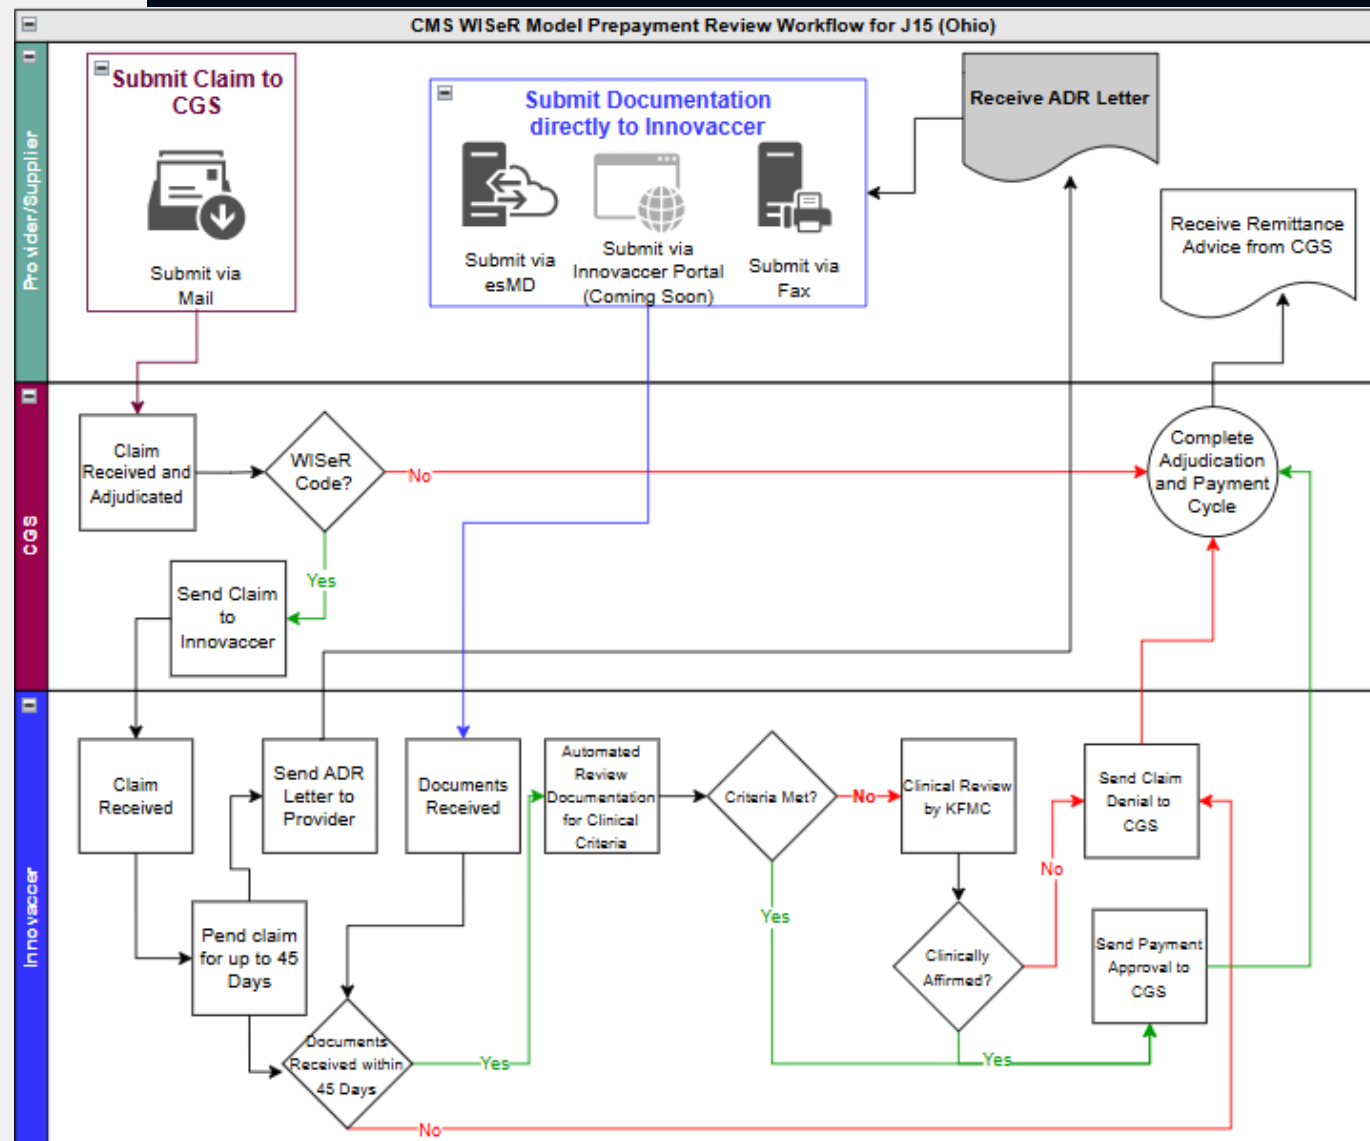 CMS WISeR Model Prepayment Review Workflow for J15 (Ohio)
Provider/Supplier
Submit Claim to
CGS
Submit via
Mail
Submit Documentation
directly to Innovaccer
Submit via
esMD
Submit via
Innovaccer Portal
(Coming Soon)
Submit via
Fax
Receive ADR Letter
Receive Remittance
Advice from CGS
CGS
Claim
Received and
Adjudicated
WISeR
Code?
No
Yes
Send Claim
to
Innovaccer
Complete
Adjudication
and Payment
Cycle
Innovaccer
Claim
Received
Send ADR
Letter to
Provider
Pend claim
for up to 45
Days
Documents
Received
Documents
Received within
45 Days
Yes
No
Automated
Review
Documentation
for Clinical
Criteria
Criteria Met?
No
Yes
Clinical Review
by KFMC
Clinically
Affirmed?
No
Yes
Send Claim
Denial to
CGS
Send Payment
Approval to
CGS